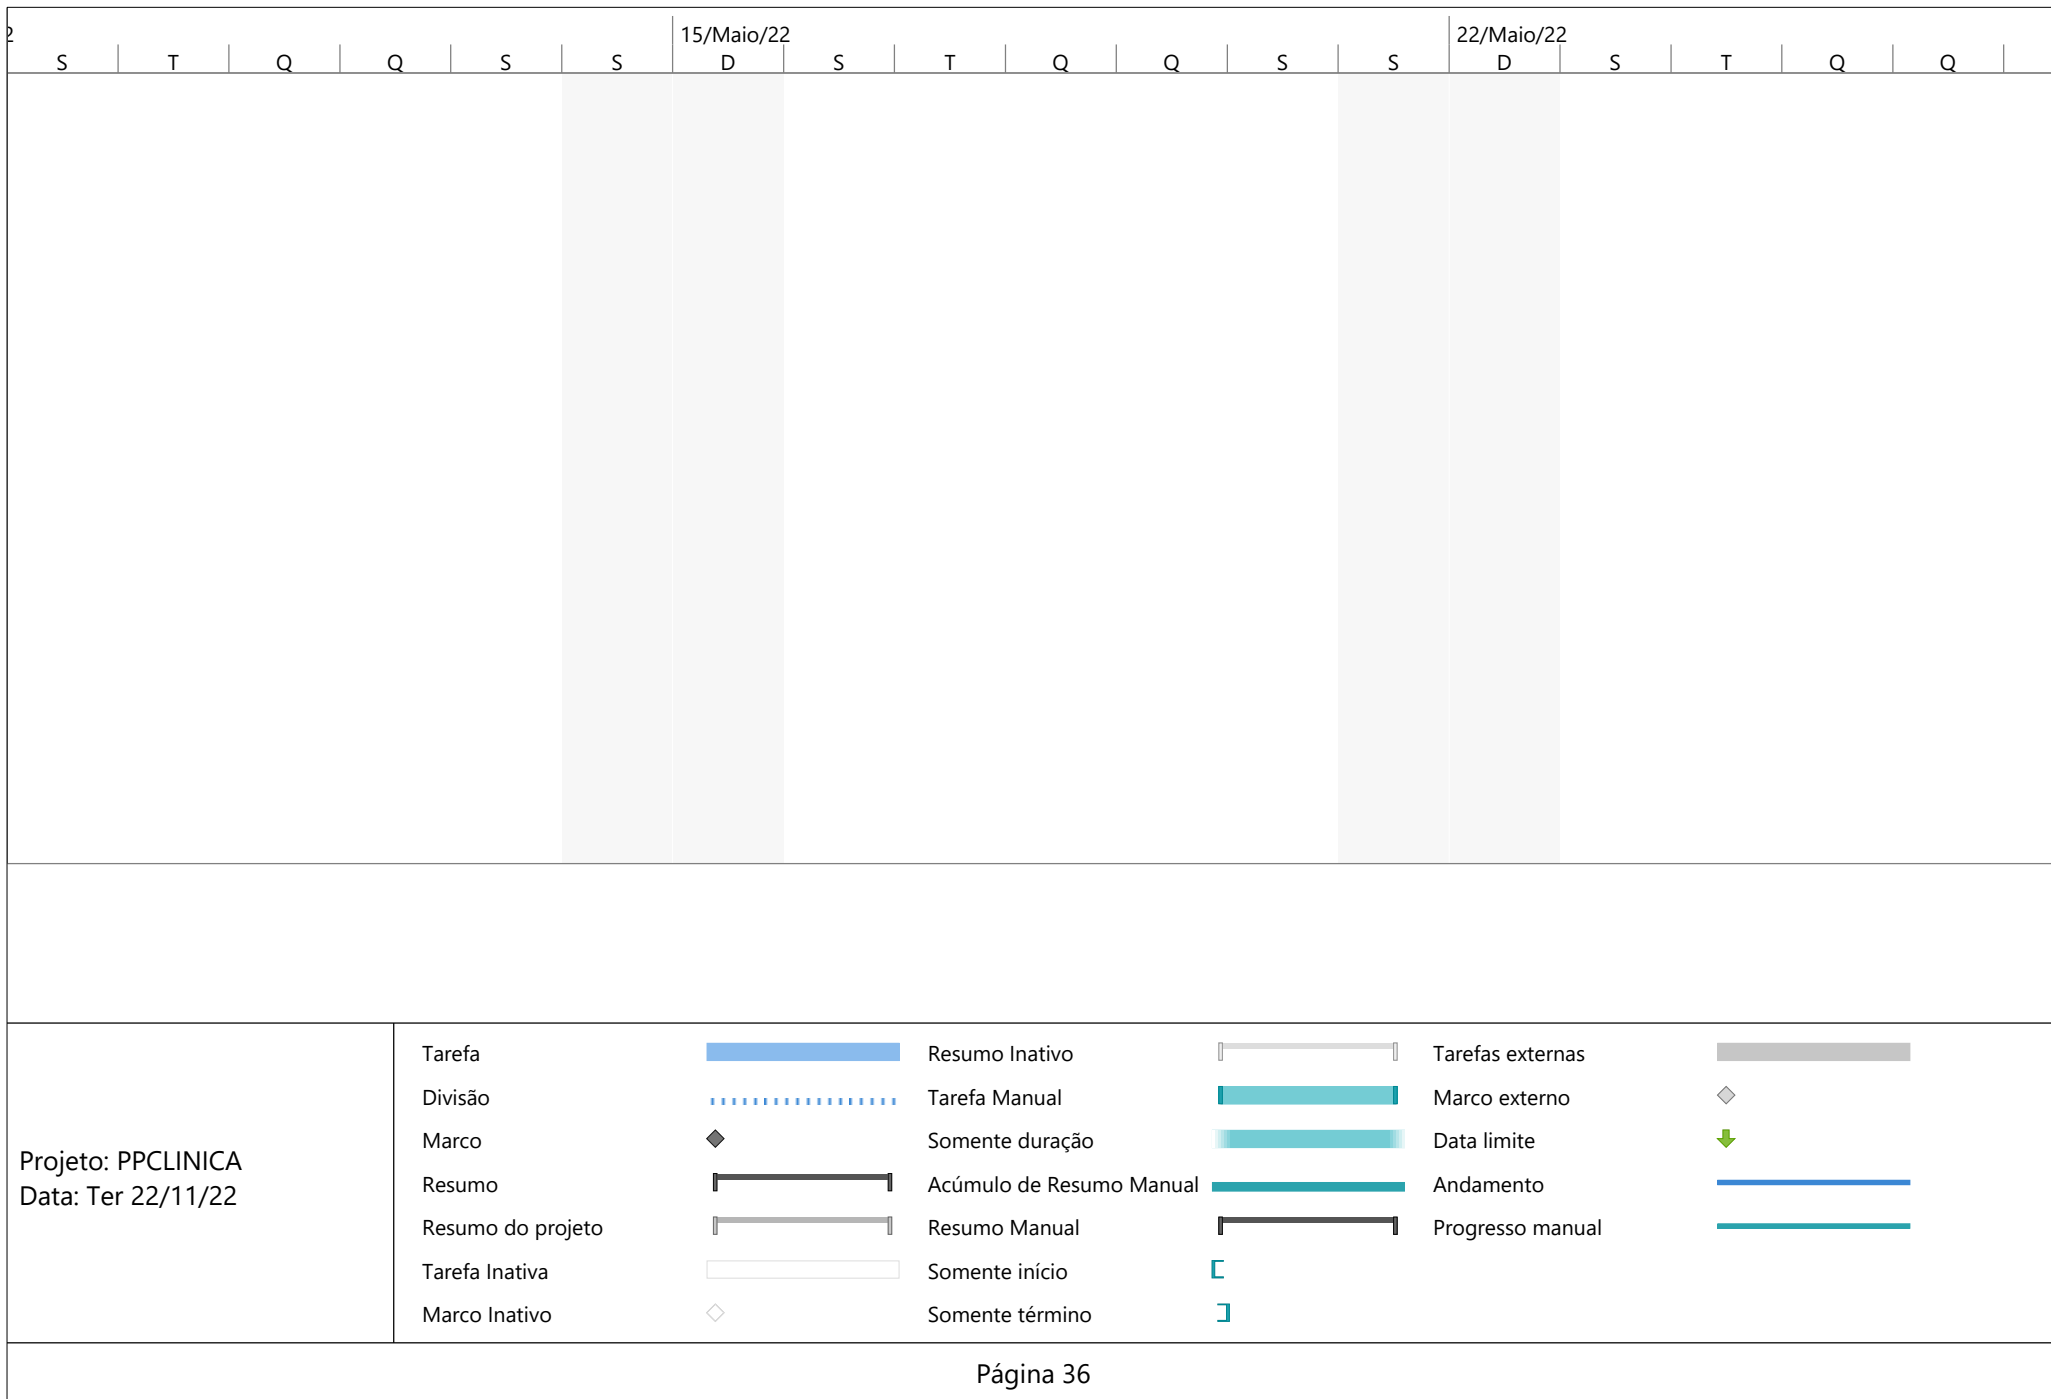 2 15/Maio/22 22/Maio/22
S T Q Q S S D S T Q Q S S D S T Q Q
Tarefa
Divisão
Marco
Resumo
Resumo do projeto
Tarefa Inativa
Marco Inativo
Resumo Inativo
Tarefa Manual
Somente duração
Acúmulo de Resumo Manual
Resumo Manual
Somente início
Somente término
Tarefas externas
Marco externo
Data limite
Andamento
Progresso manual
Projeto: PPCLINICA
Data: Ter 22/11/22
Página 36